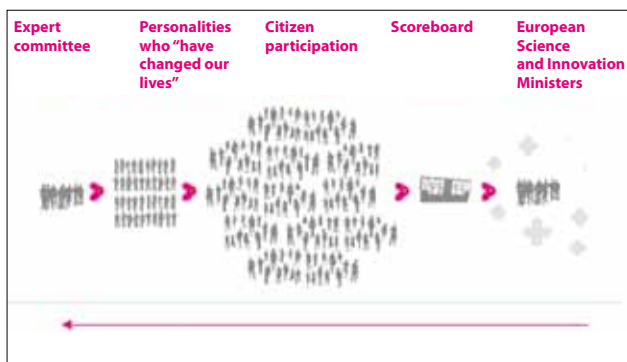 Expert
committee
Personalities
who “have
changed our
lives”
Citizen
participation
Scoreboard
European
Science
and Innovation
Ministers